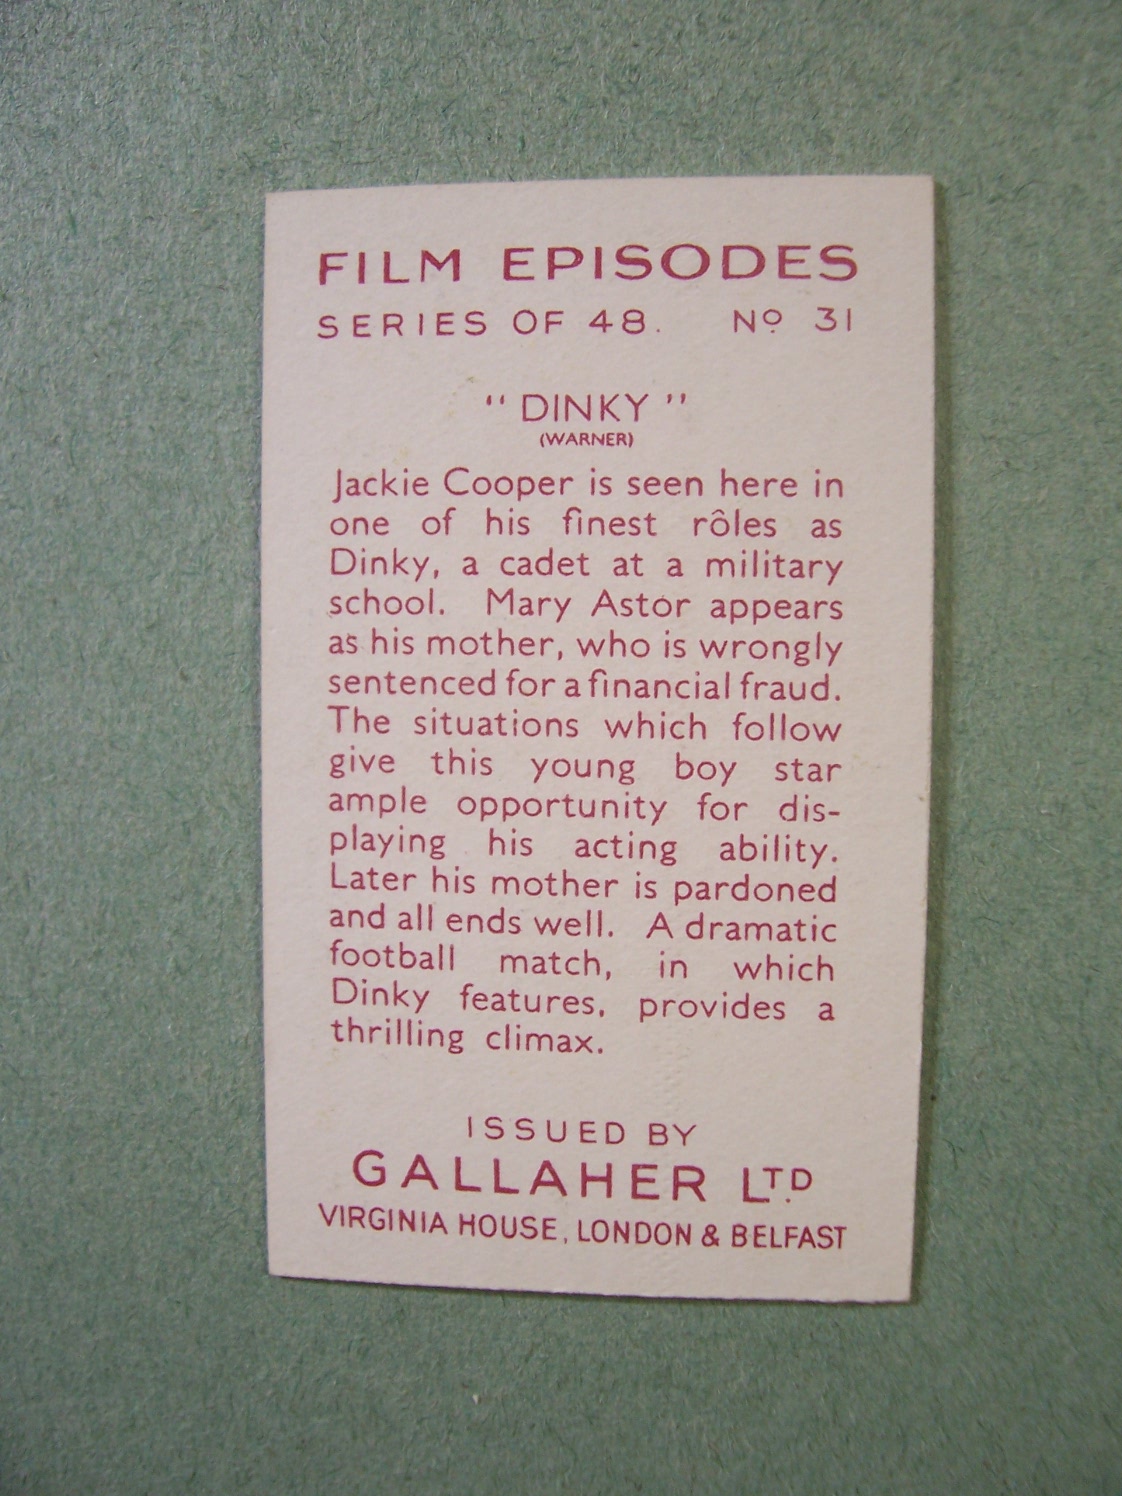 FILM EPISODES
SERIES OF 48. Nº 31
"DINKY"
(WARNER)
Jackie Cooper is seen here in
one of his finest rôles as
Dinky, a cadet at a military
school. Mary Astor appears
as his mother, who is wrongly
sentenced for a financial fraud.
The situations which follow
give this young boy star
ample opportunity for dis-
playing his acting ability.
Later his mother is pardoned
and all ends well. A dramatic
football match, in which
Dinky features, provides a
thrilling climax.
ISSUED BY
GALLAHER LTD
VIRGINIA HOUSE, LONDON & BELFAST